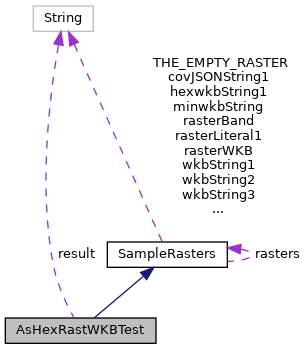 String
THE_EMPTY_RASTER
covJSONString1
hexwkbString1
minwkbString
rasterBand
rasterLiteral1
rasterWKB
wkbString1
wkbString2
wkbString3
...
result
SampleRasters
rasters
AsHexRastWKBTest